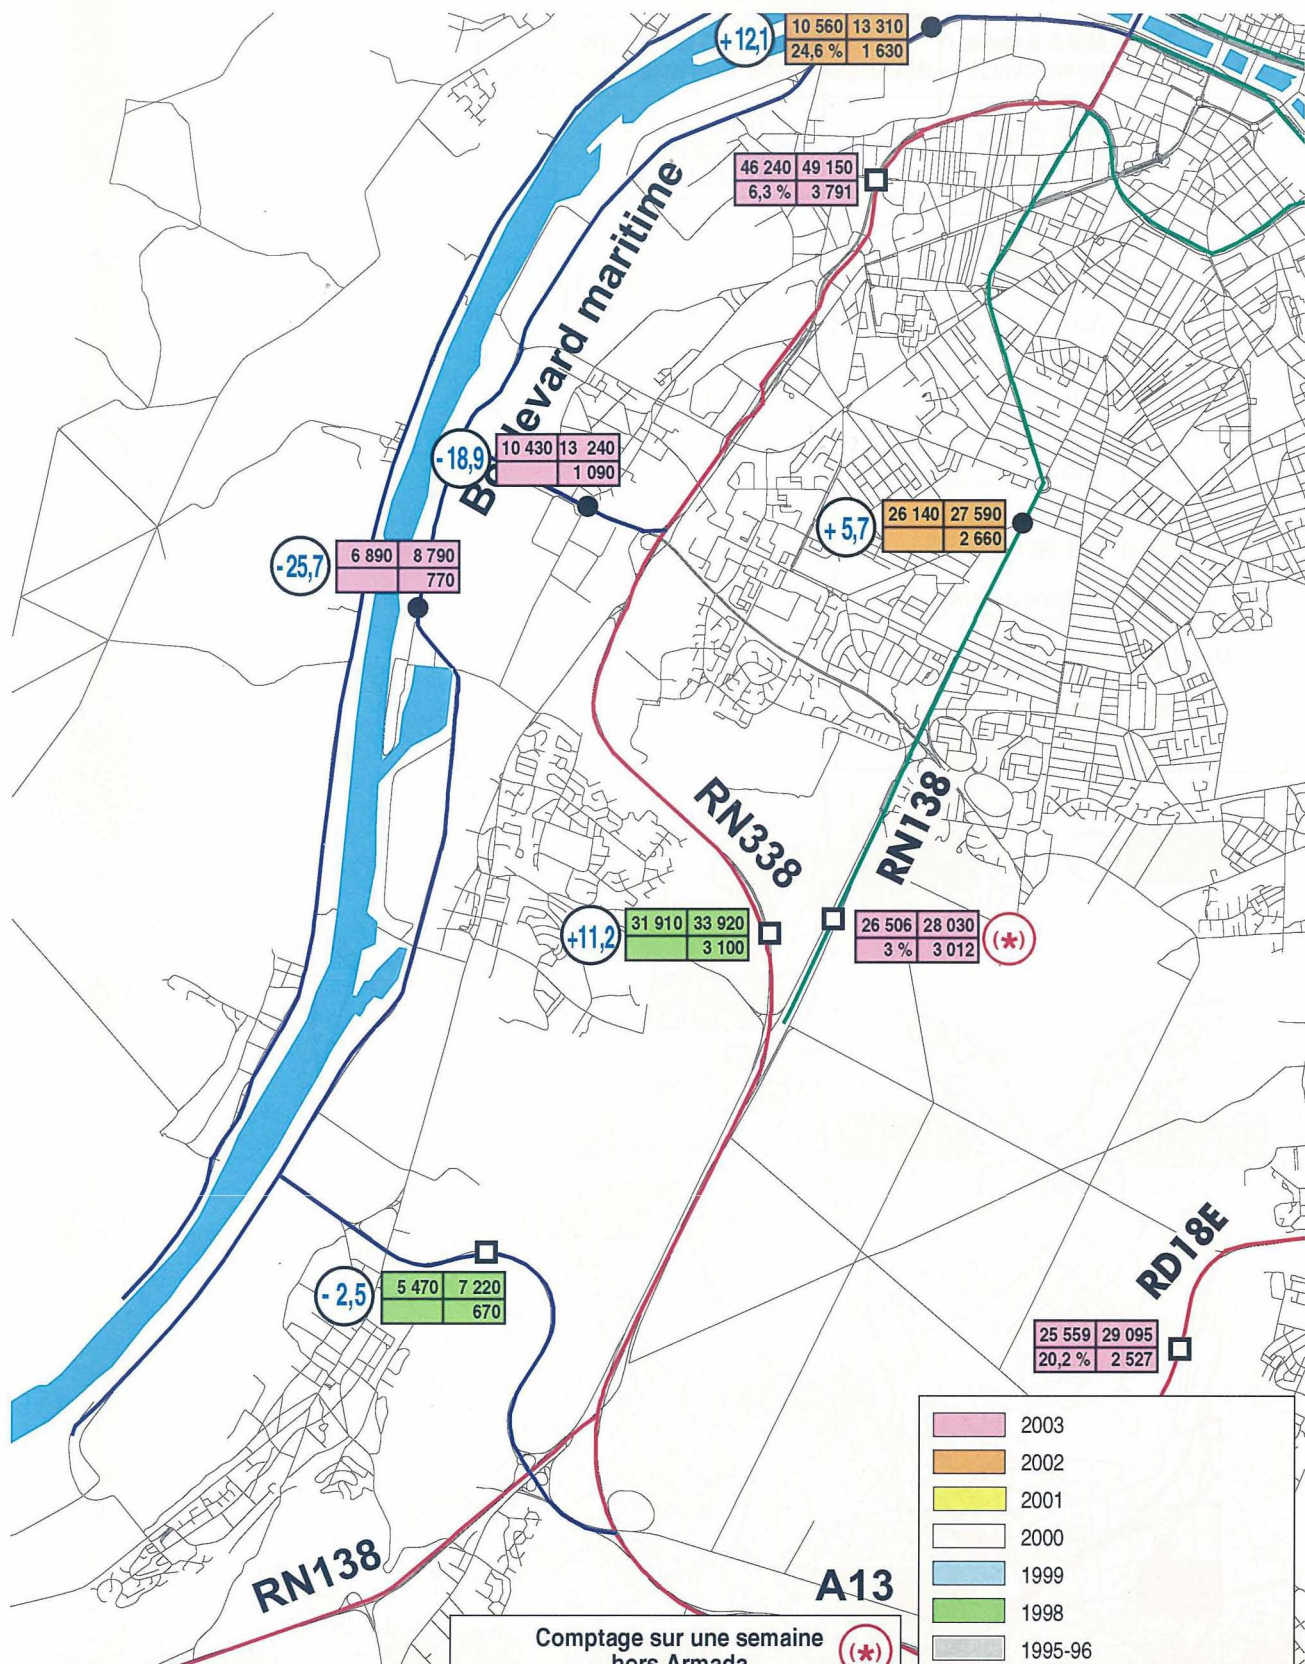 + 12,1
10 560 13 310
24,6 % 1 630
46 240 49 150
6,3 % 3 791
Boulevard maritime
- 18,9
10 430 13 240
1 090
+ 5,7
26 140 27 590
2 660
- 25,7
6 890 8 790
770
RN338
RN138
+11,2
31 910 33 920
3 100
26 506 28 030
3 % 3 012
(*)
RD18E
- 2,5
5 470 7 220
670
25 559 29 095
20,2 % 2 527
2003
2002
2001
2000
1999
1998
1995-96
RN138
A13
Comptage sur une semaine
hors Armada
(*)